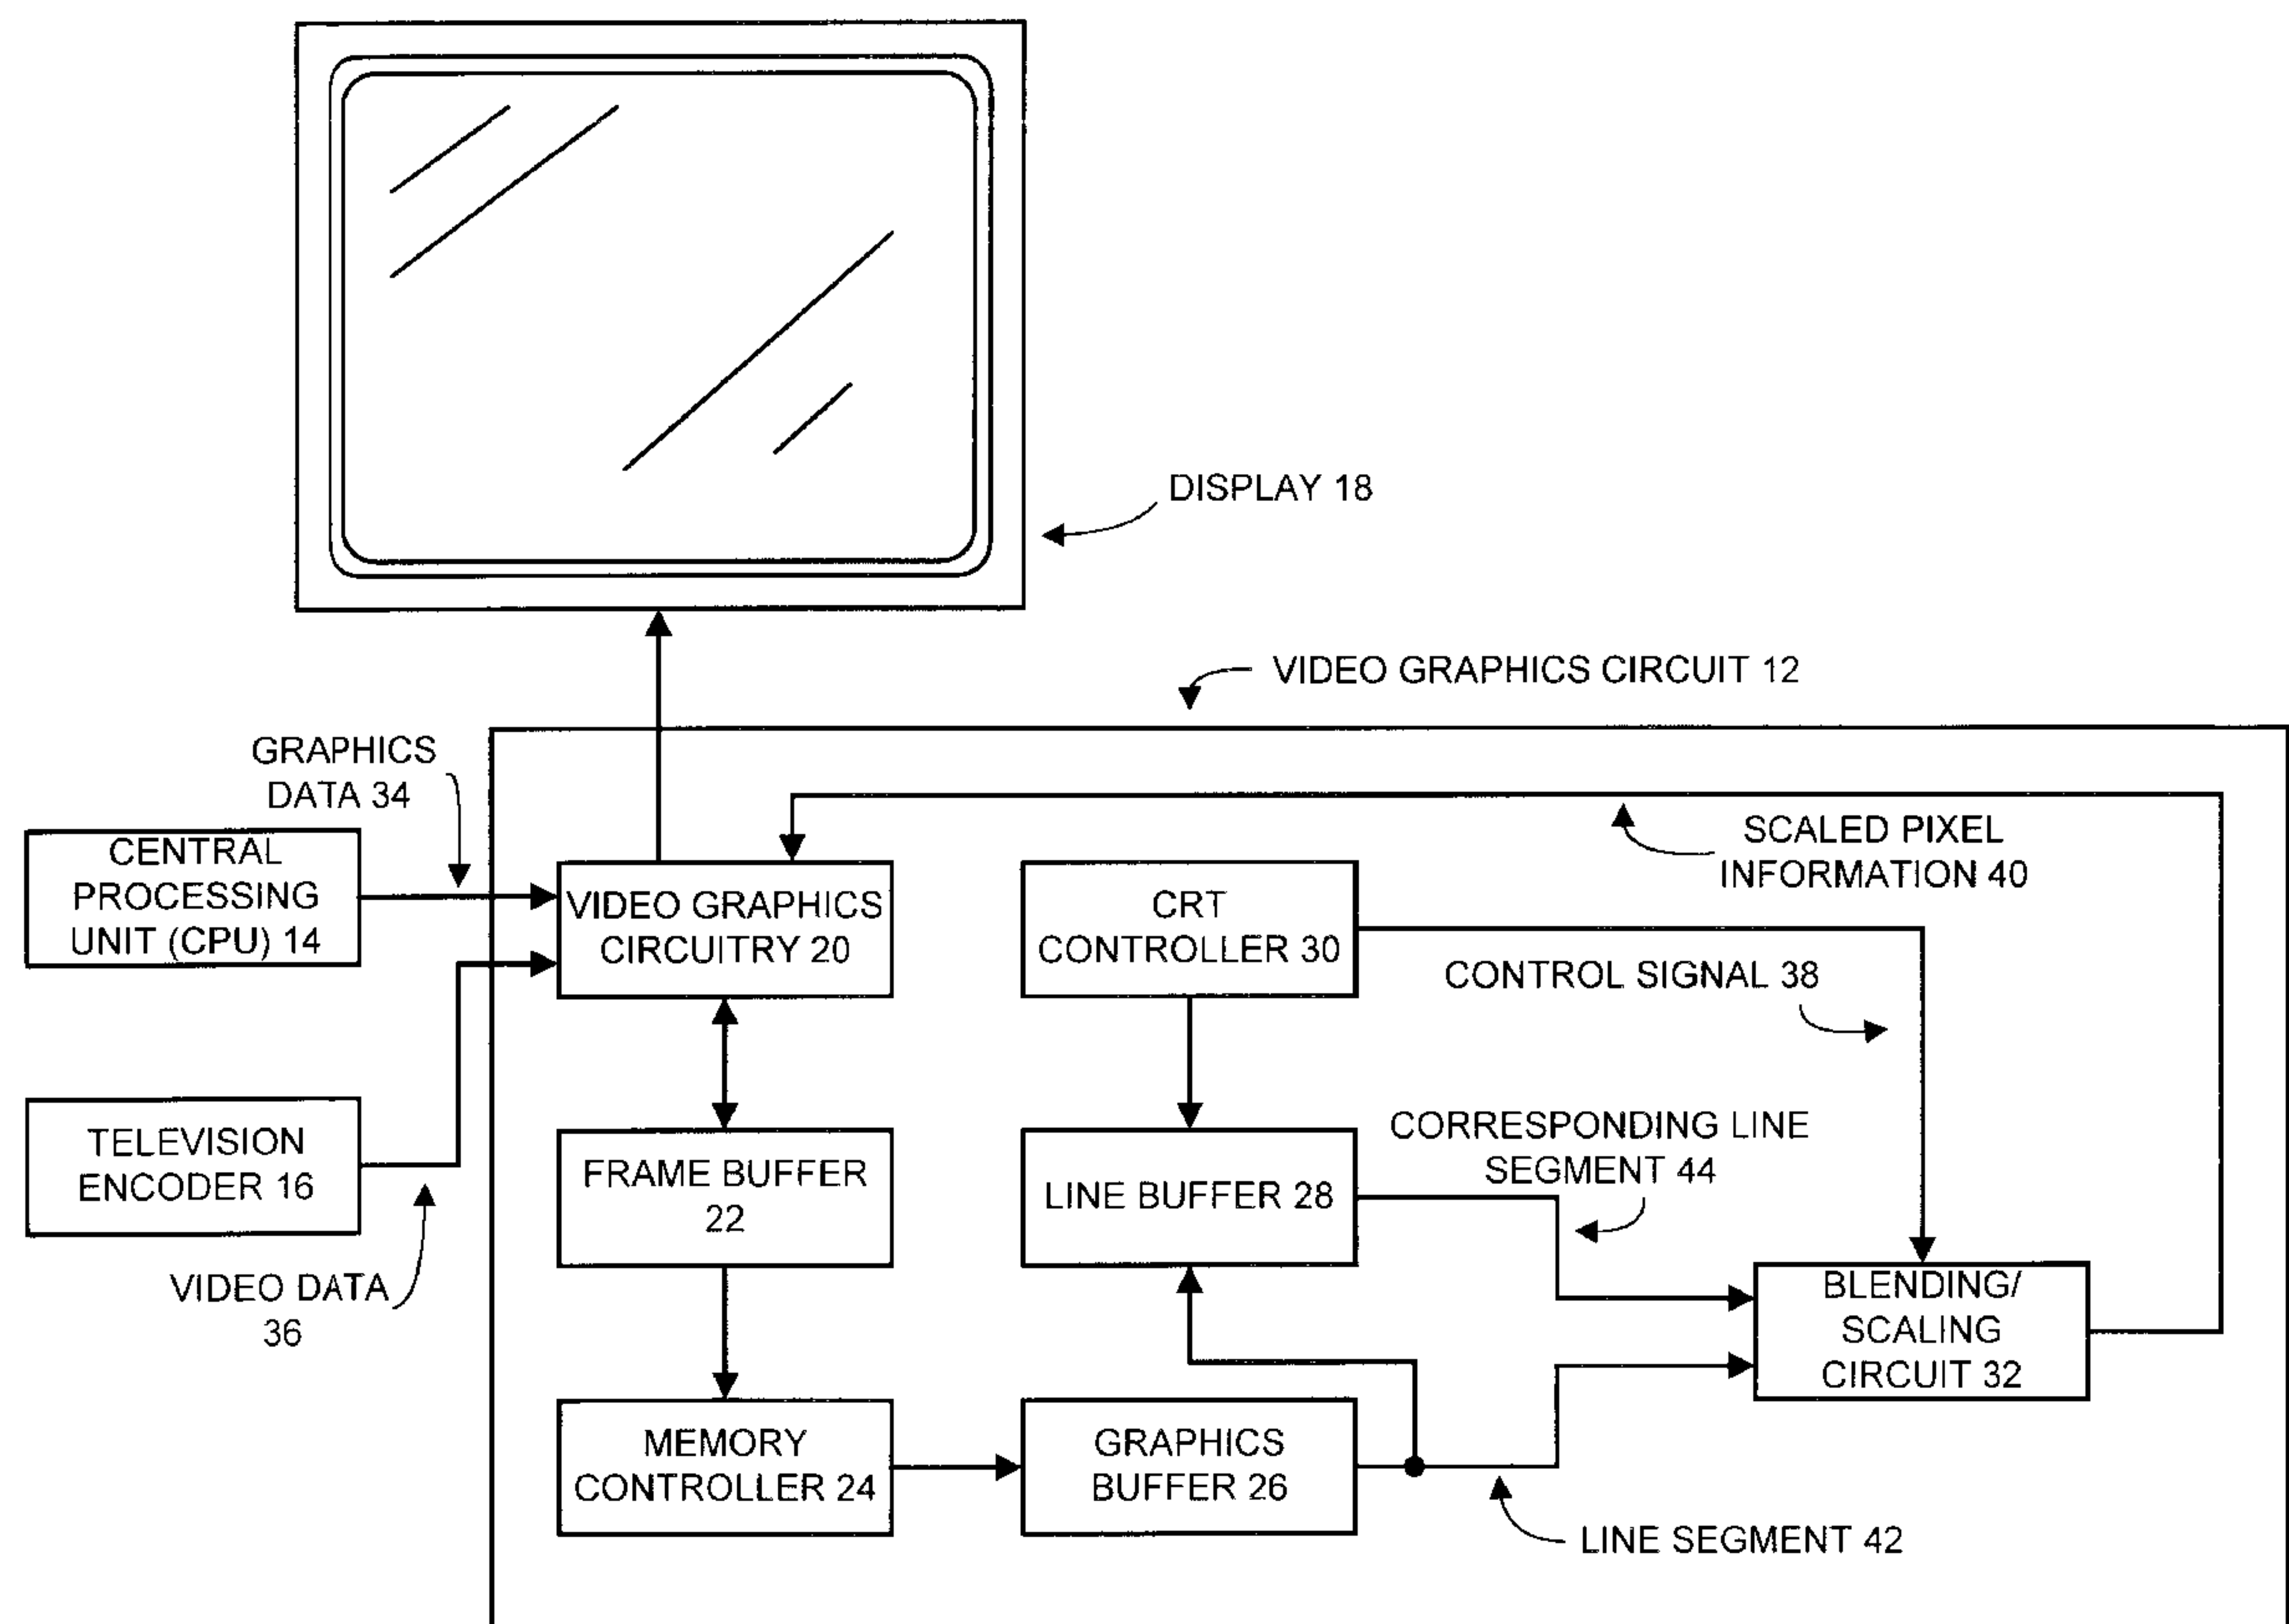 DISPLAY 18
VIDEO GRAPHICS CIRCUIT 12
GRAPHICS
DATA 34
SCALED PIXEL
INFORMATION 40
CENTRAL
PROCESSING
UNIT (CPU) 14
VIDEO GRAPHICS
CIRCUITRY 20
CRT
CONTROLLER 30
CONTROL SIGNAL 38
TELEVISION
ENCODER 16
FRAME BUFFER
22
LINE BUFFER 28
CORRESPONDING LINE
SEGMENT 44
VIDEO DATA
36
BLENDING/
SCALING
CIRCUIT 32
MEMORY
CONTROLLER 24
GRAPHICS
BUFFER 26
LINE SEGMENT 42